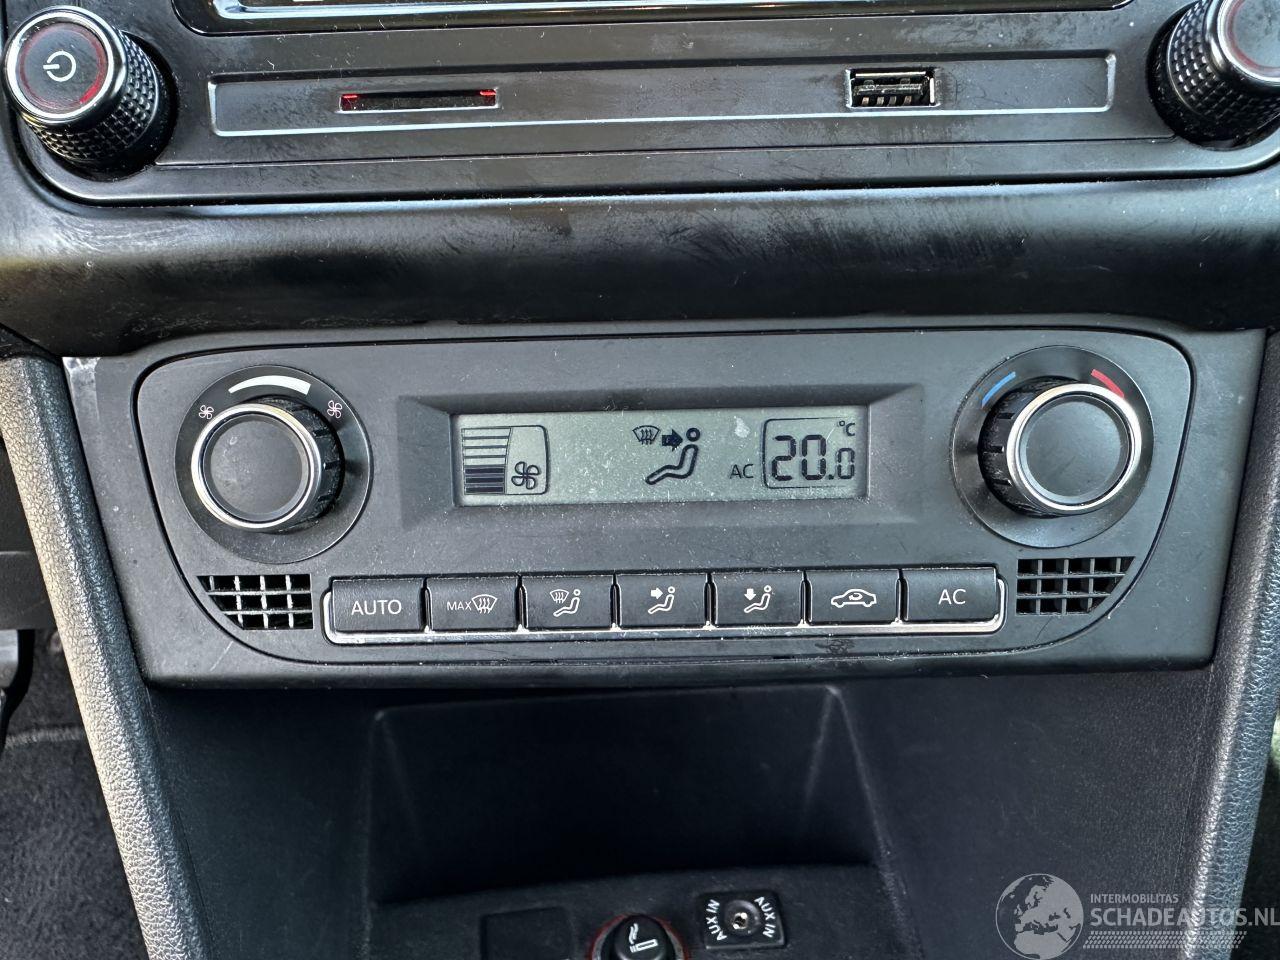 AC
20.0
°C
AUTO
MAX
AC
AUX IN
AUX IN
INTERMOBILITAS
SCHADEAUTOS.NL